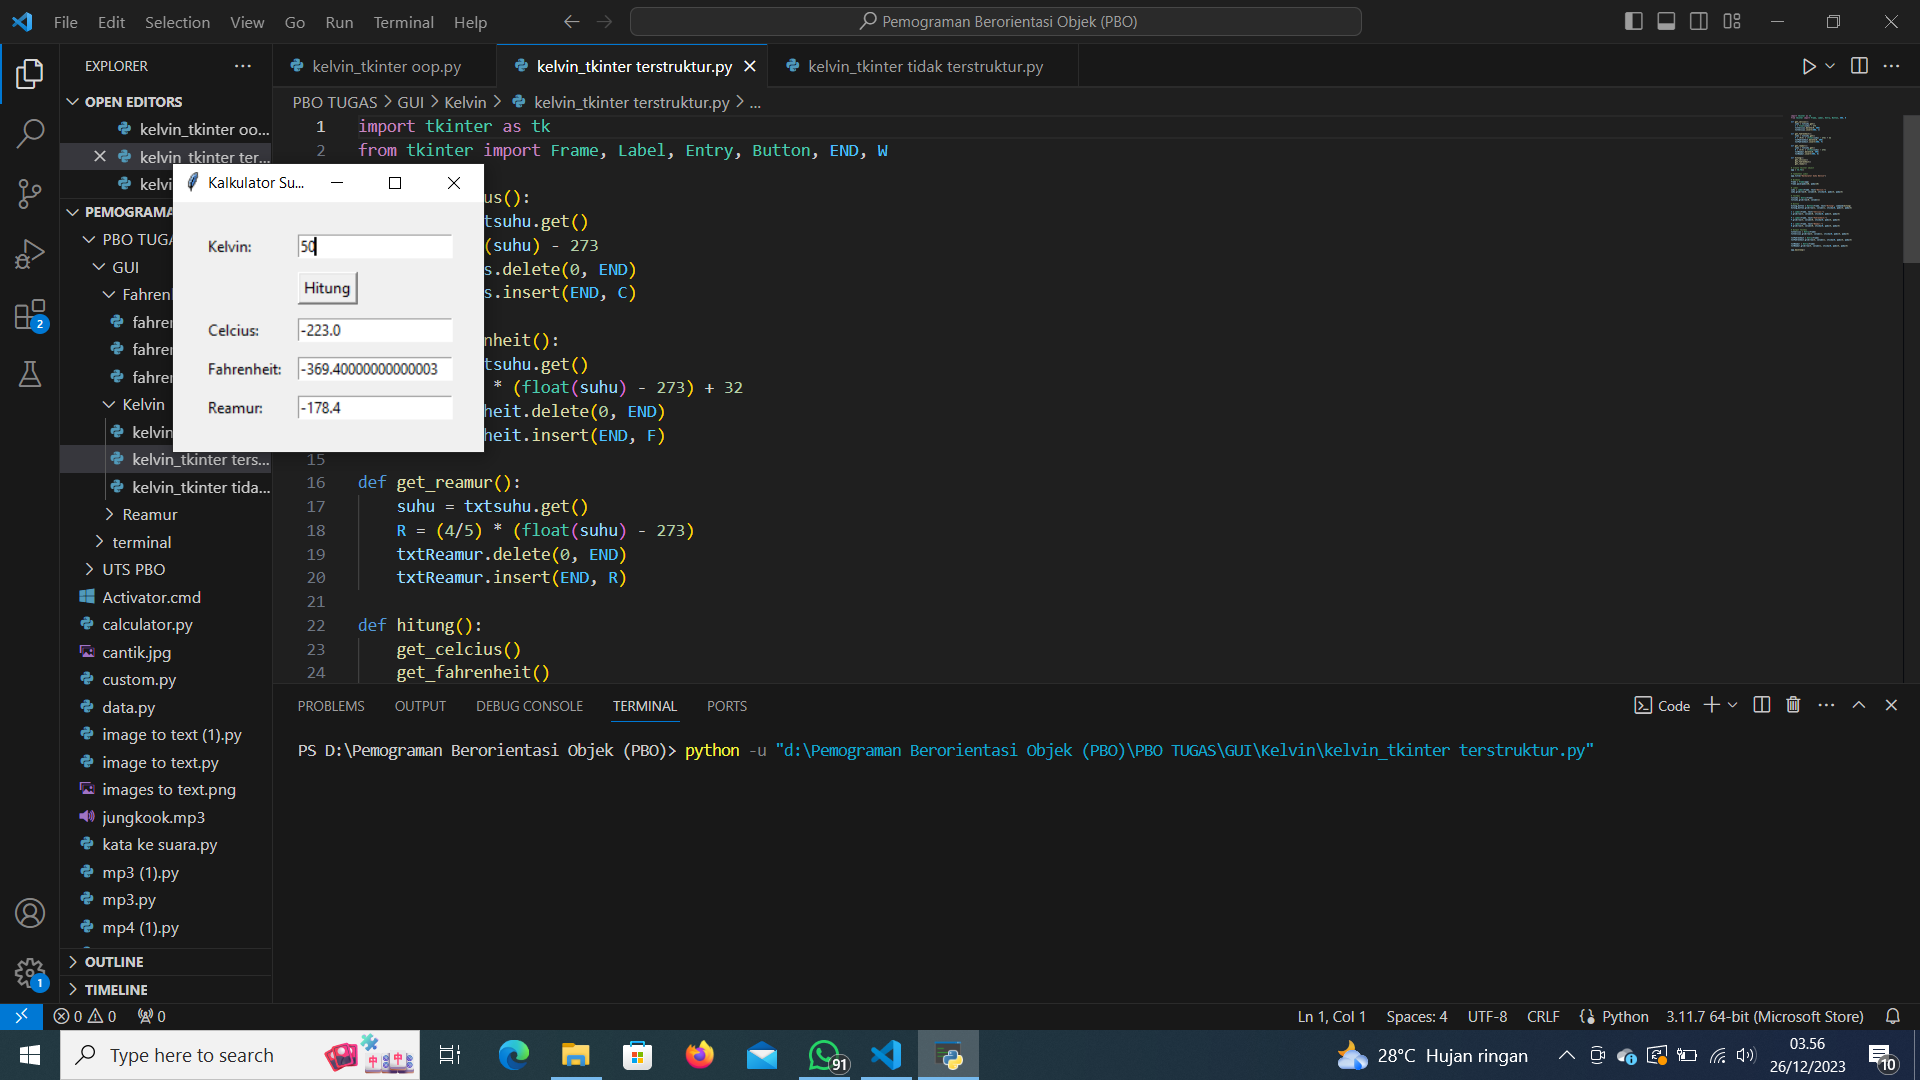 File Edit Selection View Go Run Terminal Help
Pemograman Berorientasi Objek (PBO)
EXPLORER
OPEN EDITORS
kelvin_tkinter oo...
kelvin_tkinter ter...
kelvi
PEMOGRAMA
PBO TUGA
GUI
Fahrenl
fahrer
fahrer
fahrer
Kelvin
kelvin
kelvin_tkinter ters...
kelvin_tkinter tida...
Reamur
terminal
UTS PBO
Activator.cmd
calculator.py
cantik.jpg
custom.py
data.py
image to text (1).py
image to text.py
images to text.png
jungkook.mp3
kata ke suara.py
mp3 (1).py
mp3.py
mp4 (1).py
OUTLINE
TIMELINE
2
1
kelvin_tkinter oop.py
kelvin_tkinter terstruktur.py
kelvin_tkinter tidak terstruktur.py
PBO TUGAS > GUI > Kelvin > kelvin_tkinter terstruktur.py > ...
1 import tkinter as tk
2 from tkinter import Frame, Label, Entry, Button, END, W
us():
tsuhu.get()
(suhu) - 273
s.delete(0, END)
s.insert(END, C)
nheit():
tsuhu.get()
* (float(suhu) - 273) + 32
heit.delete(0, END)
heit.insert(END, F)
15
16 def get_reamur():
17 suhu = txtsuhu.get()
18 R = (4/5) * (float(suhu) - 273)
19 txtReamur.delete(0, END)
20 txtReamur.insert(END, R)
21
22 def hitung():
23 get_celcius()
24 get_fahrenheit()
Kalkulator Su...
Kelvin: 50
Hitung
Celcius: -223.0
Fahrenheit: -369.40000000000003
Reamur: -178.4
PROBLEMS OUTPUT DEBUG CONSOLE TERMINAL PORTS
Code
PS D:\Pemograman Berorientasi Objek (PBO)> python -u "d:\Pemograman Berorientasi Objek (PBO)\PBO TUGAS\GUI\Kelvin\kelvin_tkinter terstruktur.py"
0 0 0
Ln 1, Col 1 Spaces: 4 UTF-8 CRLF Python 3.11.7 64-bit (Microsoft Store)
Type here to search
91
28°C Hujan ringan
03.56
26/12/2023
10